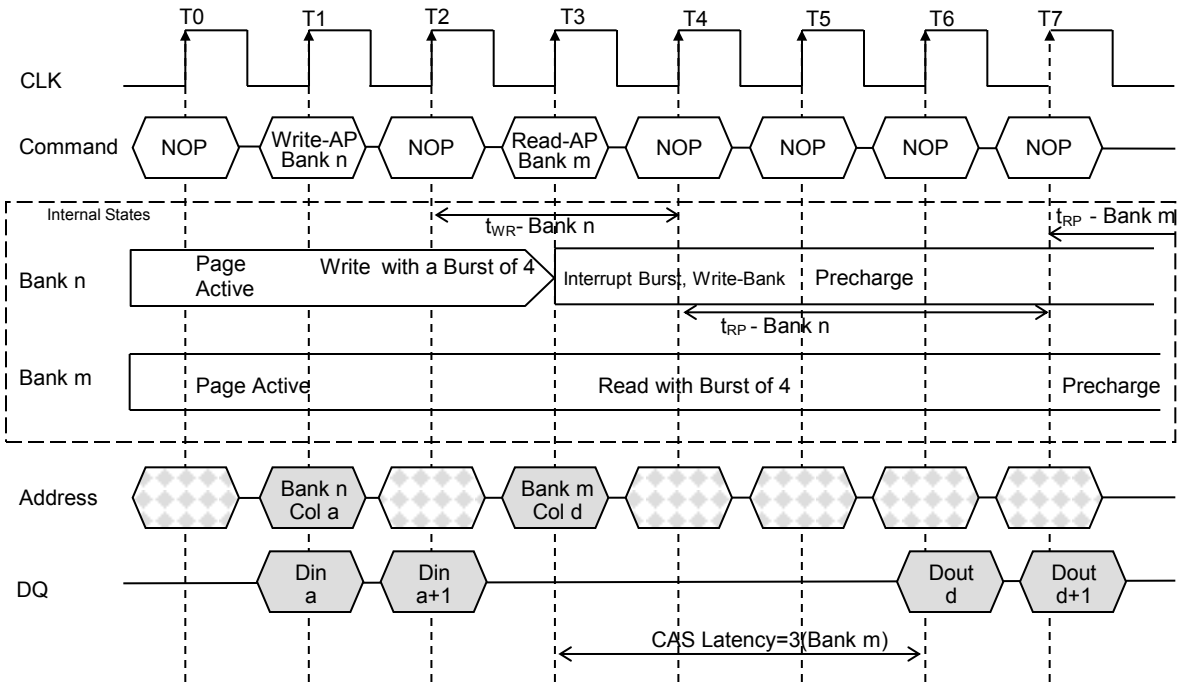 T0 T1 T2 T3 T4 T5 T6 T7
CLK
Command NOP Write-AP Bank n NOP Read-AP Bank m NOP NOP NOP NOP
Internal States
tWR- Bank n
tRP - Bank m
Bank n
Page Active
Write with a Burst of 4
Interrupt Burst, Write-Bank
Precharge
tRP - Bank n
Bank m
Page Active
Read with Burst of 4
Precharge
Address Bank n Col a Bank m Col d
DQ Din a Din a+1 Dout d Dout d+1
CAS Latency=3(Bank m)